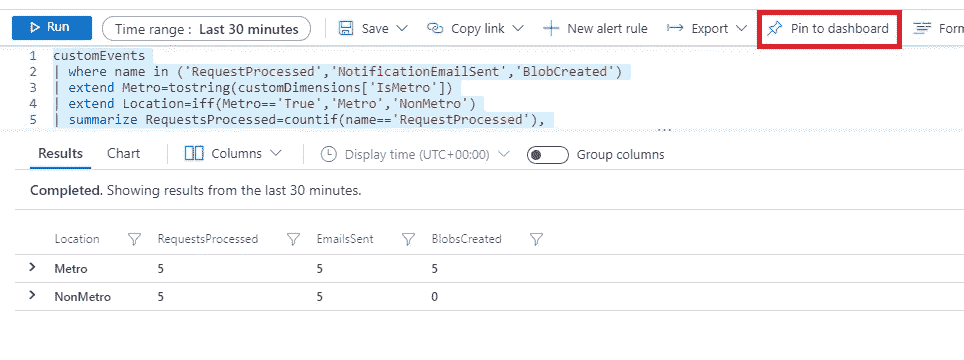 Run Time range : Last 30 minutes Save Copy link New alert rule Export Pin to dashboard Form
1 customEvents
2 | where name in ('RequestProcessed','NotificationEmailSent','BlobCreated')
3 | extend Metro=tostring(customDimensions['IsMetro'])
4 | extend Location=iff(Metro=='True','Metro','NonMetro')
5 | summarize RequestsProcessed=countif(name=='RequestProcessed'),
Results Chart Columns Display time (UTC+00:00) Group columns
Completed. Showing results from the last 30 minutes.
Location RequestsProcessed EmailsSent BlobsCreated
Metro 5 5 5
NonMetro 5 5 0